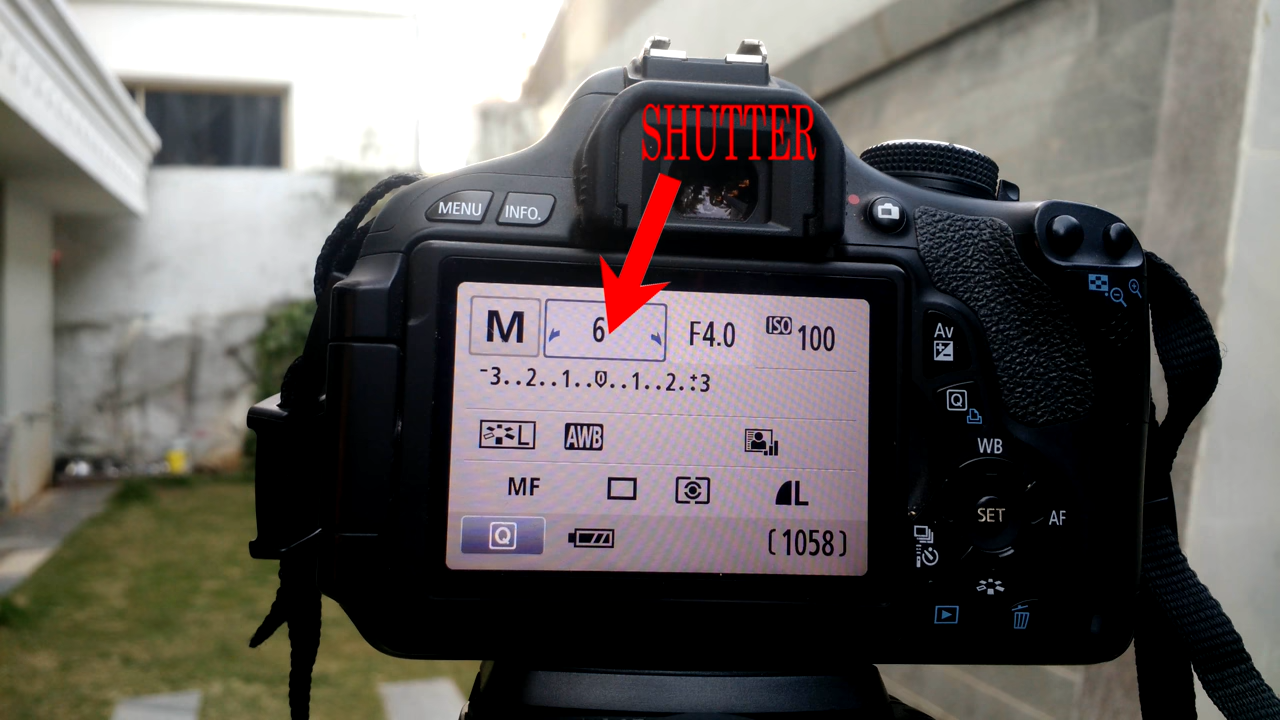 SHUTTER
MENU INFO.
M 6 F4.0 ISO 100
-3..2..1..0..1..2.:+3
Av
L AWB
Q
WB
MF L
SET AF
Q (1058)